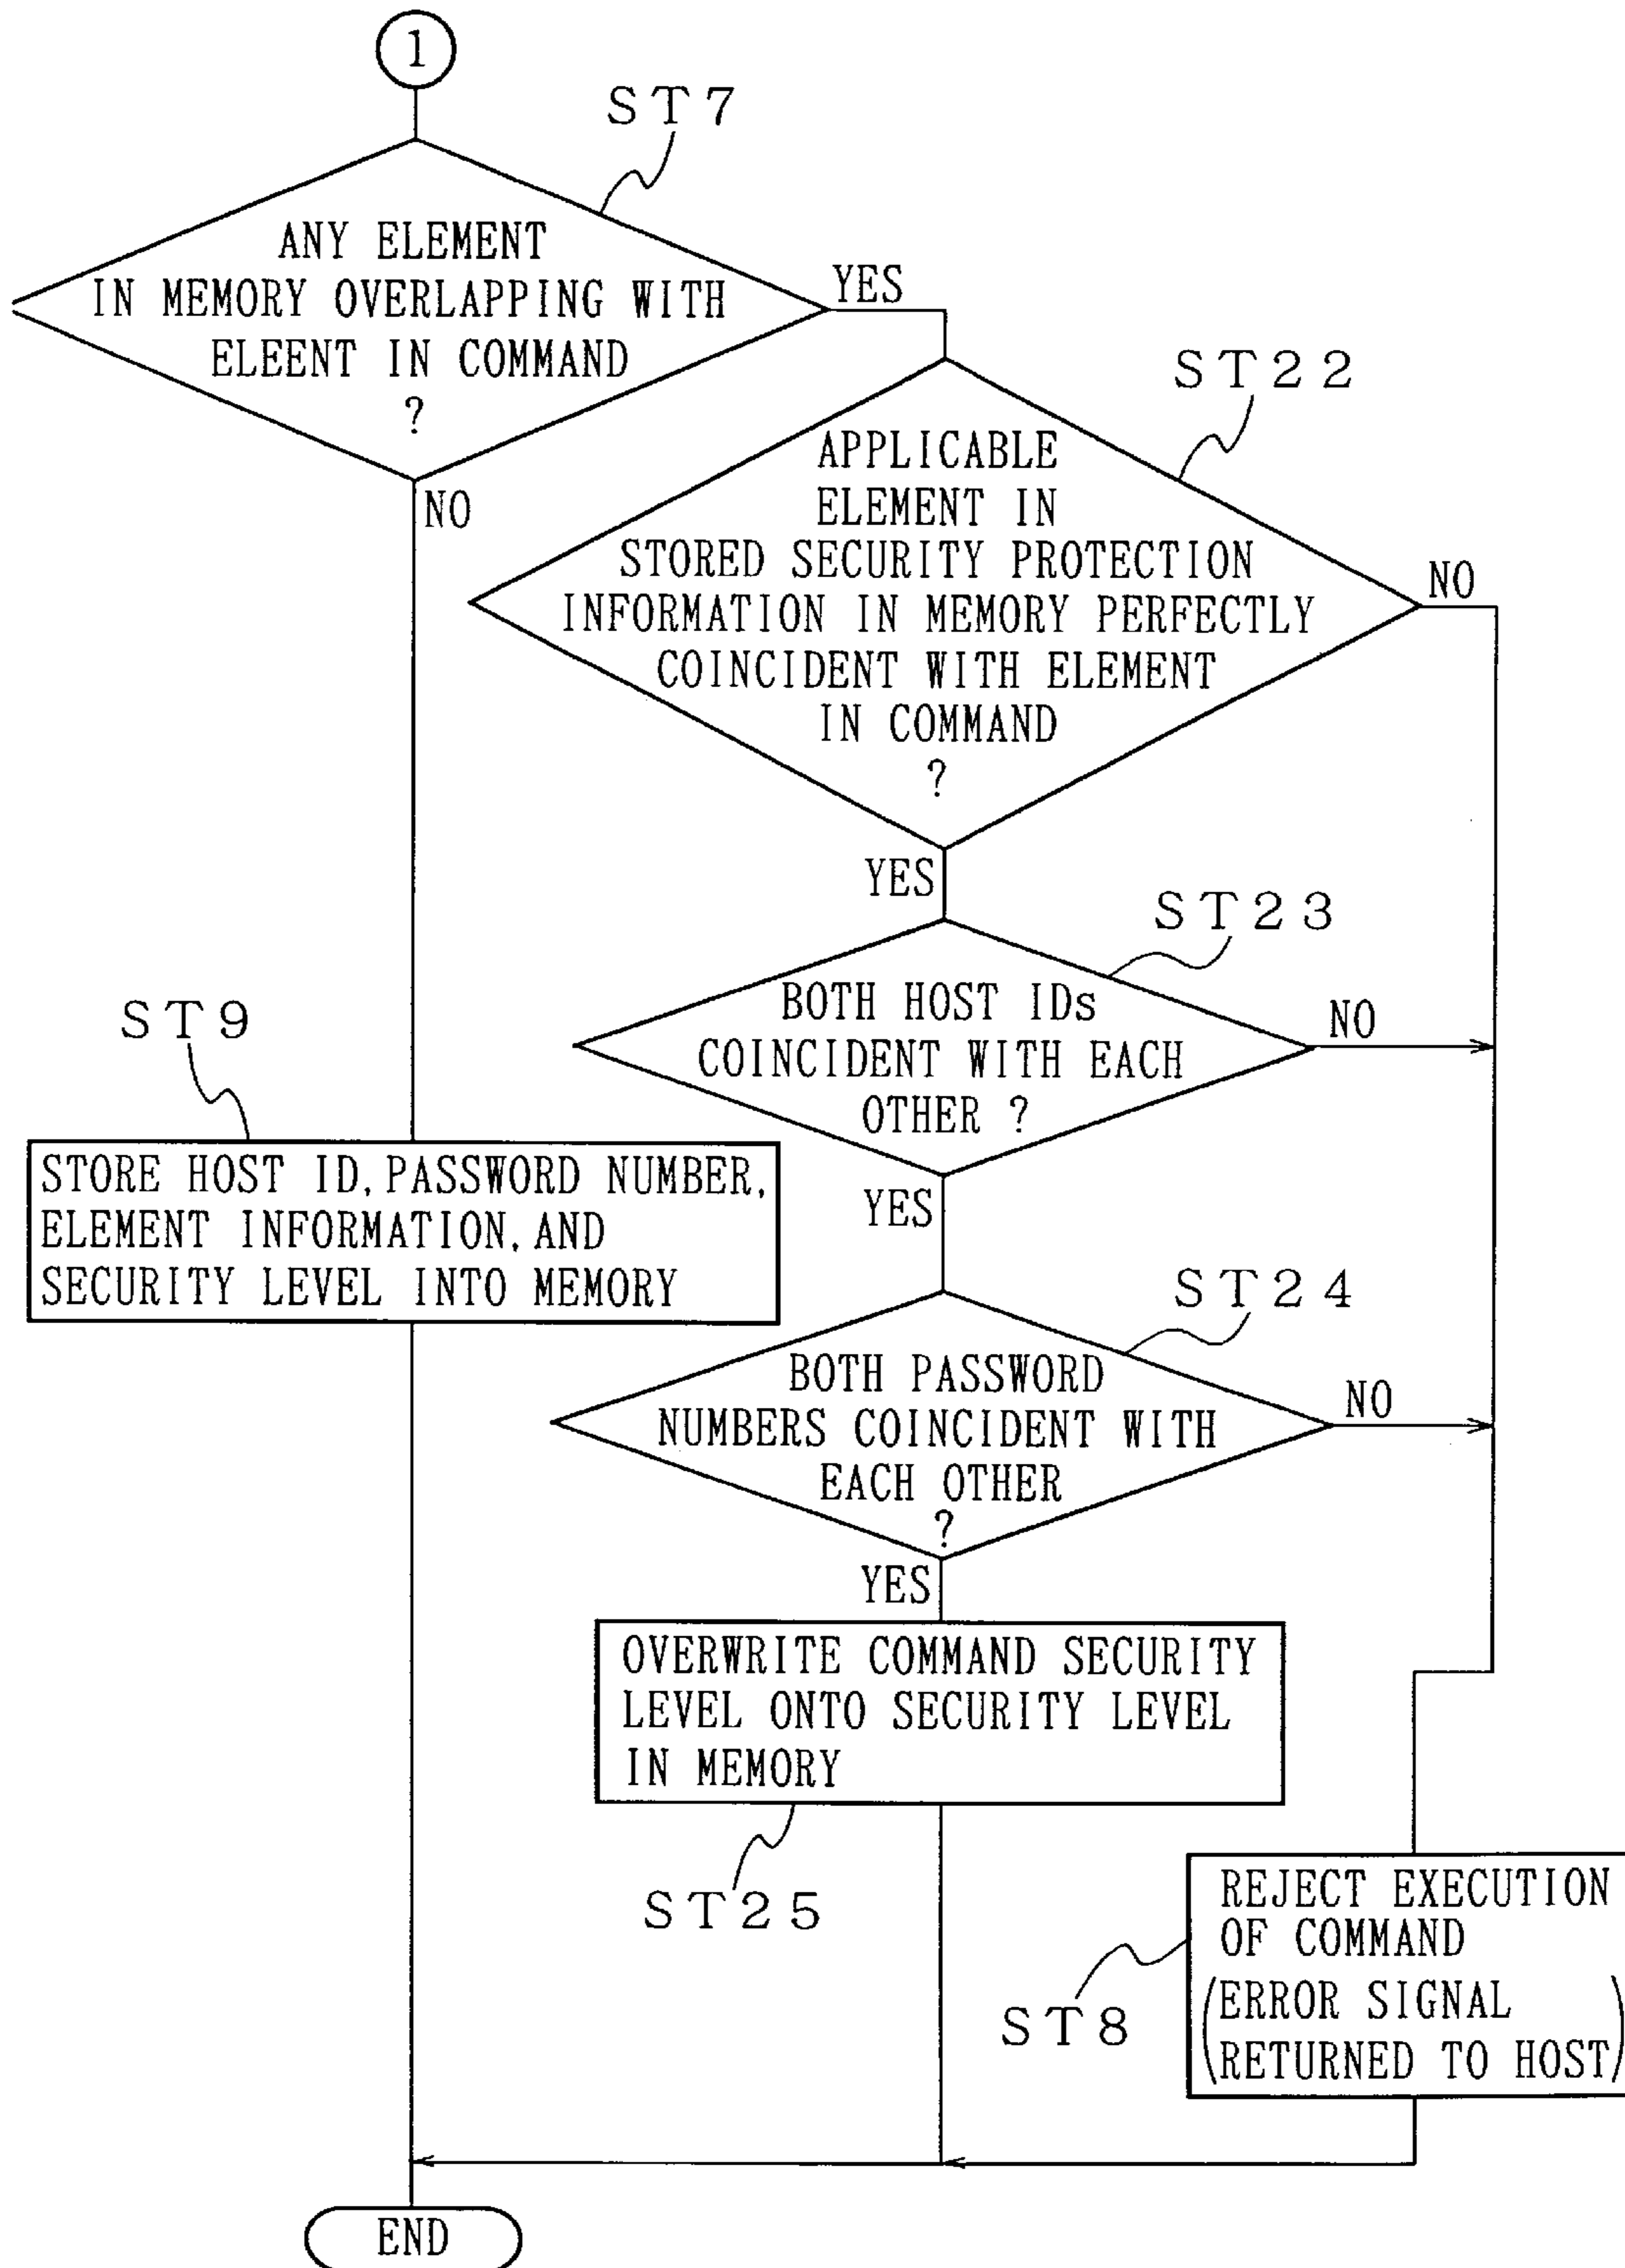 1
ST7
ANY ELEMENT
IN MEMORY OVERLAPPING WITH
ELEENT IN COMMAND
?
YES
NO
ST22
APPLICABLE
ELEMENT IN
STORED SECURITY PROTECTION
INFORMATION IN MEMORY PERFECTLY
COINCIDENT WITH ELEMENT
IN COMMAND
?
NO
YES
ST23
BOTH HOST IDs
COINCIDENT WITH EACH
OTHER ?
NO
YES
ST9
STORE HOST ID, PASSWORD NUMBER,
ELEMENT INFORMATION, AND
SECURITY LEVEL INTO MEMORY
ST24
BOTH PASSWORD
NUMBERS COINCIDENT WITH
EACH OTHER
?
NO
YES
OVERWRITE COMMAND SECURITY
LEVEL ONTO SECURITY LEVEL
IN MEMORY
ST25
REJECT EXECUTION
OF COMMAND
(ERROR SIGNAL
RETURNED TO HOST)
ST8
END